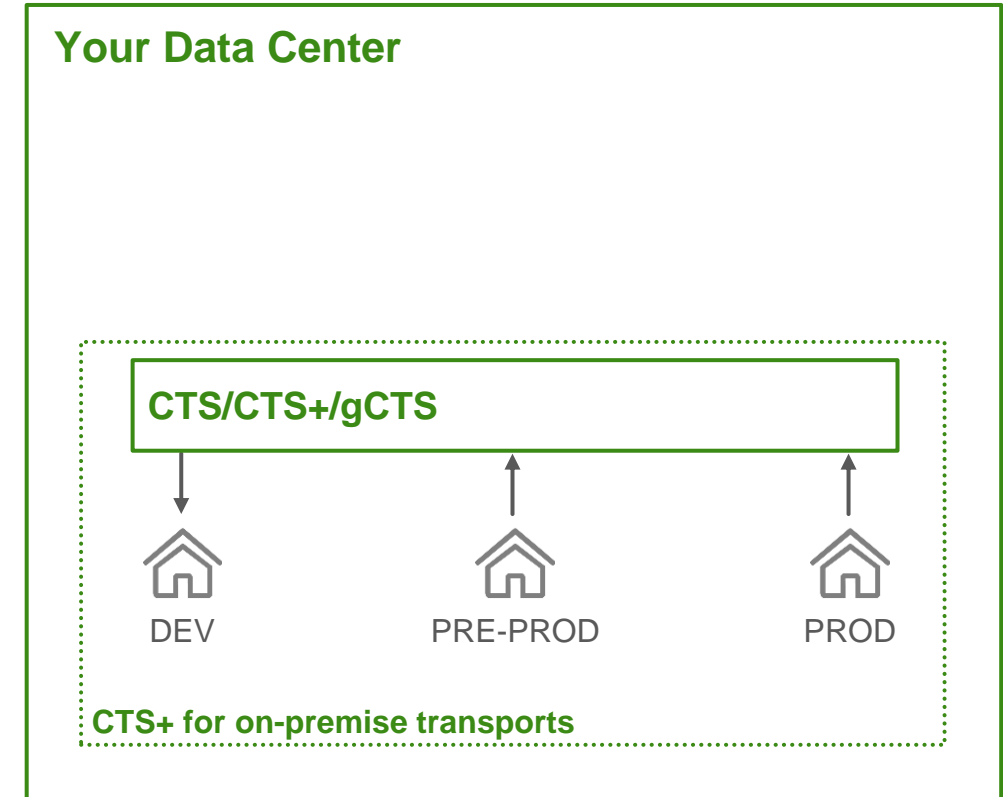 Your Data Center
CTS/CTS+/gCTS
DEV PRE-PROD PROD
CTS+ for on-premise transports